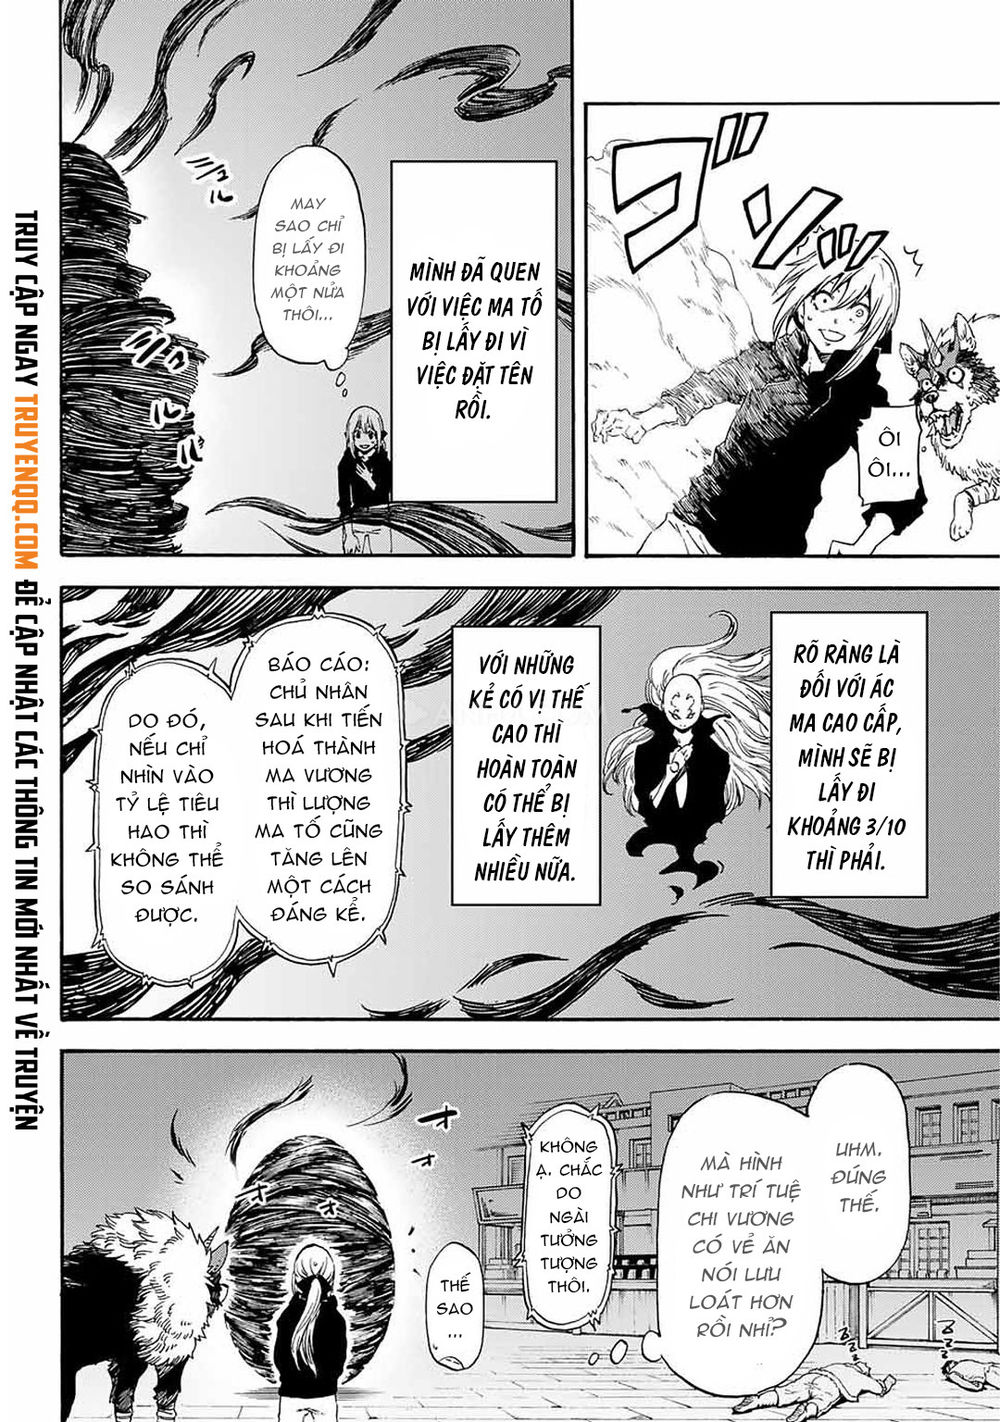 ゴソッ
ÔI
ÔI...
MAY
SAO CHỈ
BỊ LẤY ĐI
KHOẢNG
MỘT NỬA
THÔI...
MÌNH ĐÃ QUEN
VỚI VIỆC MA TỐ
BỊ LẤY ĐI VÌ
VIỆC ĐẶT TÊN
RỒI.
RÕ RÀNG LÀ
ĐỐI VỚI ÁC
MA CAO CẤP,
MÌNH SẼ BỊ
LẤY ĐI
KHOẢNG 3/10
THÌ PHẢI.
VỚI NHỮNG
KẺ CÓ VỊ THẾ
CAO THÌ
HOÀN TOÀN
CÓ THỂ BỊ
LẤY THÊM
NHIỀU NỮA.
BÁO CÁO:
CHỦ NHÂN
SAU KHI TIẾN
HOÁ THÀNH
MA VƯƠNG
THÌ LƯỢNG
MA TỐ CŨNG
TĂNG LÊN
MỘT CÁCH
ĐÁNG KỂ.
DO ĐÓ,
NẾU CHỈ
NHÌN VÀO
TỶ LỆ TIÊU
HAO THÌ
KHÔNG THỂ
SO SÁNH
ĐƯỢC.
UHM,
ĐÚNG
THẾ.
MÀ HÌNH
NHƯ TRÍ TUỆ
CHI VƯƠNG
CÓ VẺ ĂN
NÓI LƯU
LOÁT HƠN
RỒI NHỈ?
KHÔNG
Ạ. CHẮC
DO
NGÀI
TƯỞNG
TƯỢNG
THÔI.
THẾ
SAO
...
TRUY CẬP NGAY TRUYENQQ.COM ĐỂ CẬP NHẬT CÁC THÔNG TIN MỚI NHẤT VỀ TRUYỆN